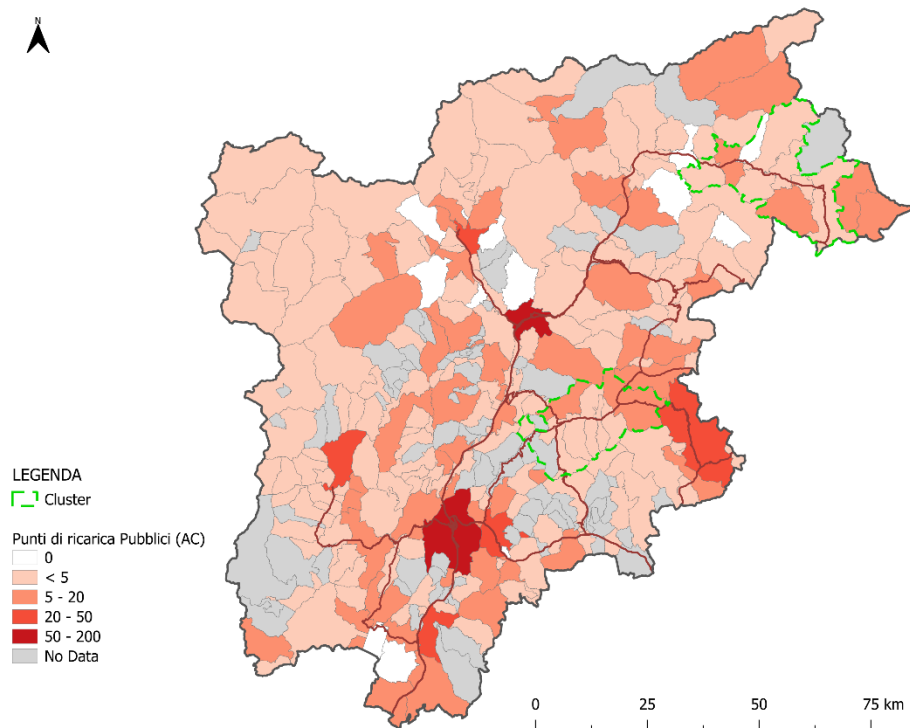 N
LEGENDA
Cluster
Punti di ricarica Pubblici (AC)
0
< 5
5 - 20
20 - 50
50 - 200
No Data
0 25 50 75 km